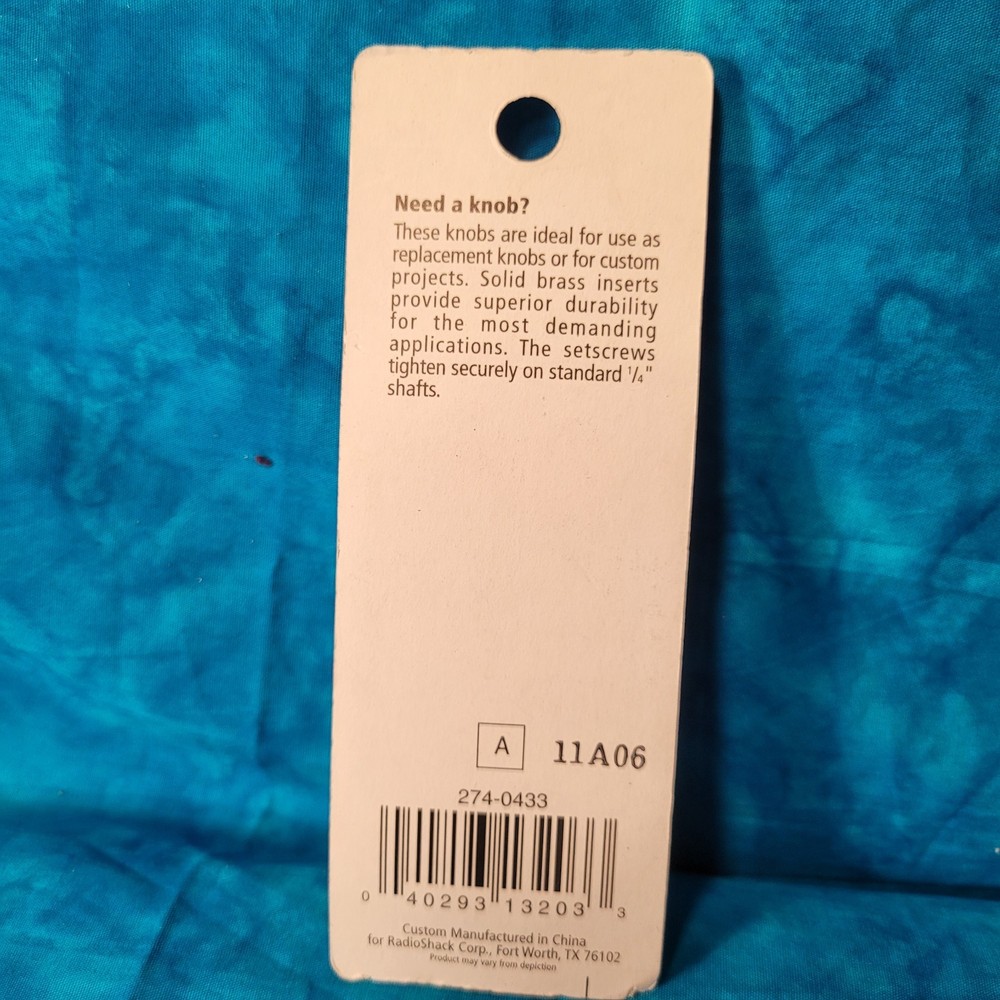 Need a knob?
These knobs are ideal for use as
replacement knobs or for custom
projects. Solid brass inserts
provide superior durability
for the most demanding
applications. The setscrews
tighten securely on standard 1/4"
shafts.
A 11A06
274-0433
0 40293 13203 3
Custom Manufactured in China
for RadioShack Corp., Fort Worth, TX 76102
Product may vary from depiction